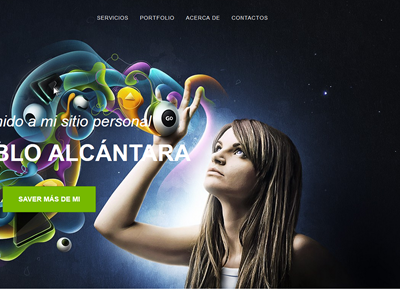 SERVICIOS PORTFOLIO ACERCA DE CONTACTOS
nido a mi sitio personal
Go
BLO ALCÁNTARA
SAVER MÁS DE MI